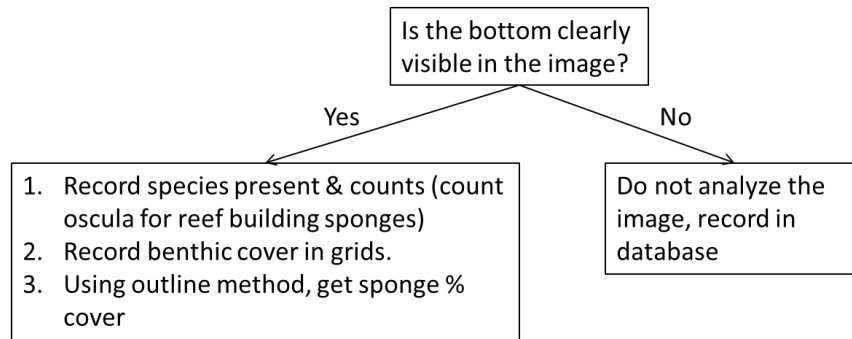 Is the bottom clearly
visible in the image?
Yes
No
1. Record species present & counts (count
oscula for reef building sponges)
2. Record benthic cover in grids.
3. Using outline method, get sponge %
cover
Do not analyze the
image, record in
database